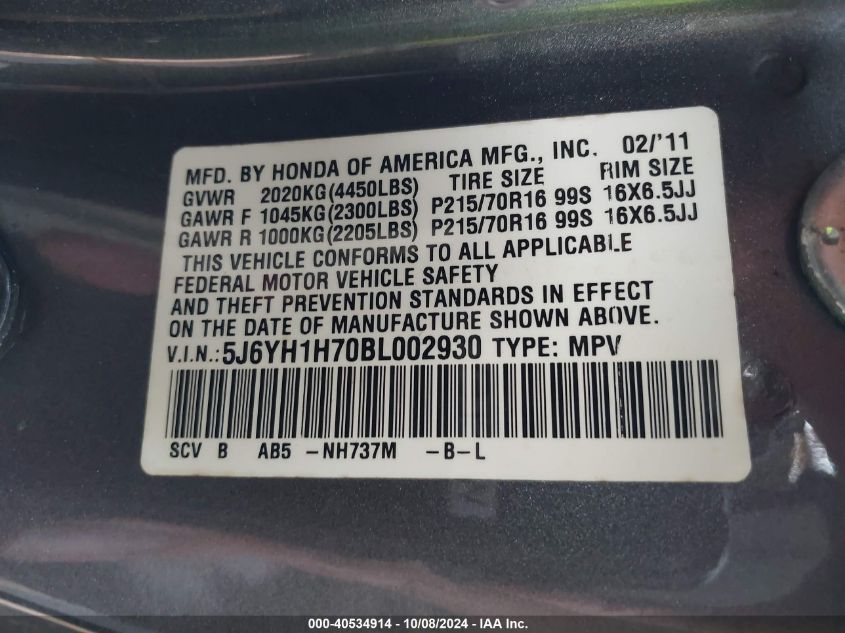 MFD. BY HONDA OF AMERICA MFG., INC. 02/'11
GVWR 2020KG(4450LBS) TIRE SIZE RIM SIZE
GAWR F 1045KG(2300LBS) P215/70R16 99S 16X6.5JJ
GAWR R 1000KG(2205LBS) P215/70R16 99S 16X6.5JJ
THIS VEHICLE CONFORMS TO ALL APPLICABLE
FEDERAL MOTOR VEHICLE SAFETY
AND THEFT PREVENTION STANDARDS IN EFFECT
ON THE DATE OF MANUFACTURE SHOWN ABOVE.
V.I.N.: 5J6YH1H70BL002930 TYPE: MPV
SCV B AB5 -NH737M -B-L
000-40534914 - 10/08/2024 - IAA Inc.